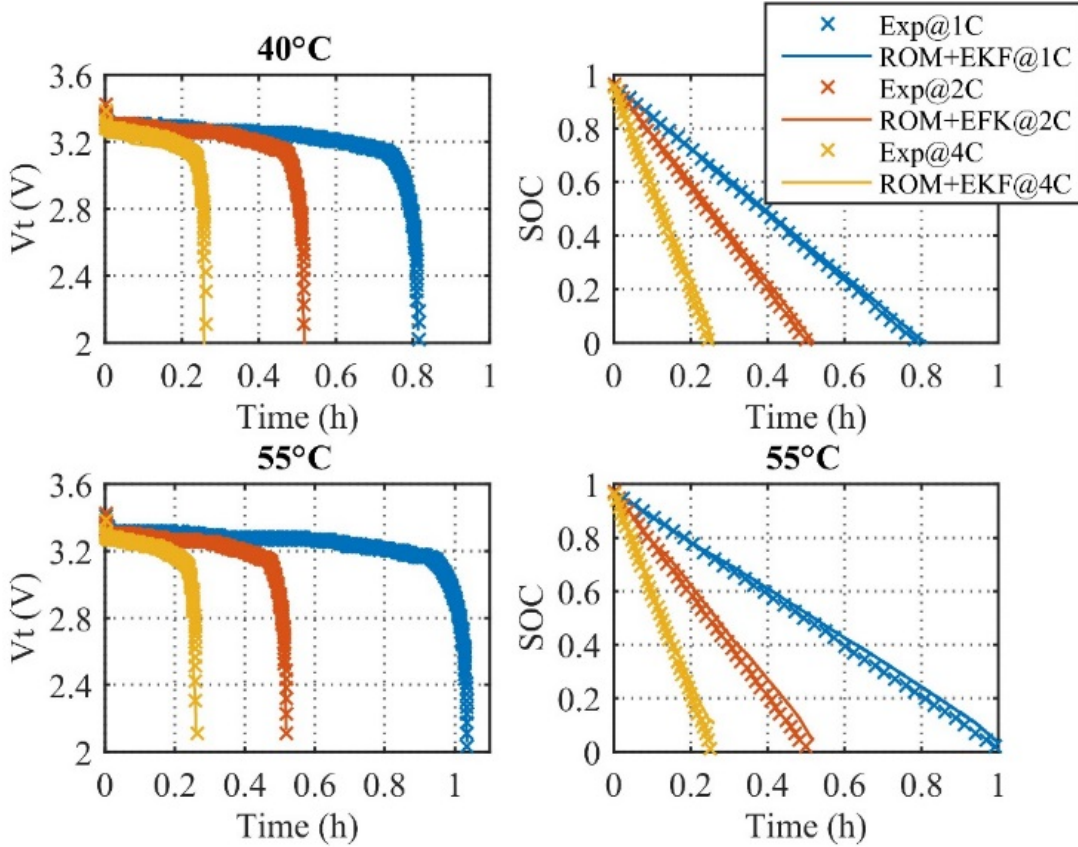 40°C
3.6
3.2
2.8
2.4
2
Vt (V)
0 0.2 0.4 0.6 0.8 1
Time (h)
1
0.8
0.6
0.4
0.2
0
SOC
0 0.2 0.4 0.6 0.8 1
Time (h)
Exp@1C
ROM+EKF@1C
Exp@2C
ROM+EFK@2C
Exp@4C
ROM+EKF@4C
55°C
3.6
3.2
2.8
2.4
2
Vt (V)
0 0.2 0.4 0.6 0.8 1
Time (h)
55°C
1
0.8
0.6
0.4
0.2
0
SOC
0 0.2 0.4 0.6 0.8 1
Time (h)